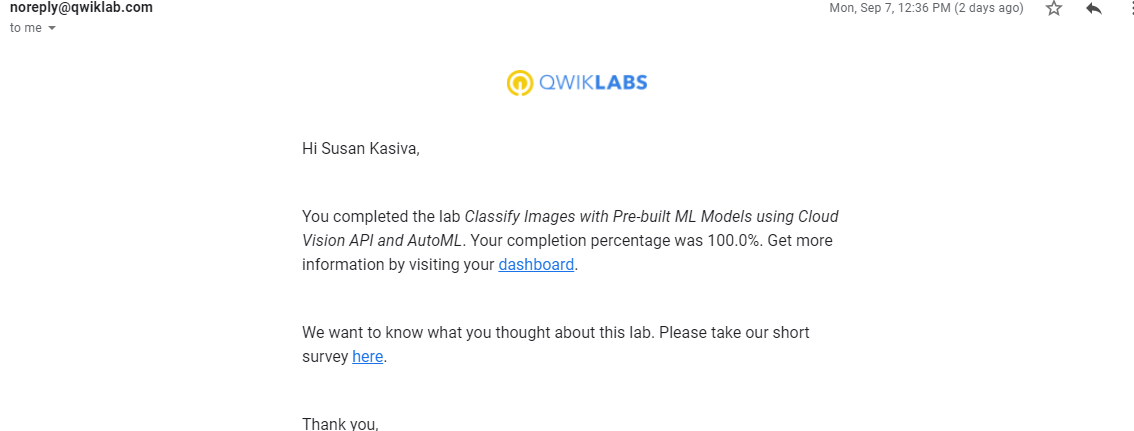 noreply@qwiklab.com
Mon, Sep 7, 12:36 PM (2 days ago)
to me
QWIKLABS
Hi Susan Kasiva,
You completed the lab Classify Images with Pre-built ML Models using Cloud
Vision API and AutoML. Your completion percentage was 100.0%. Get more
information by visiting your dashboard.
We want to know what you thought about this lab. Please take our short
survey here.
Thank you,